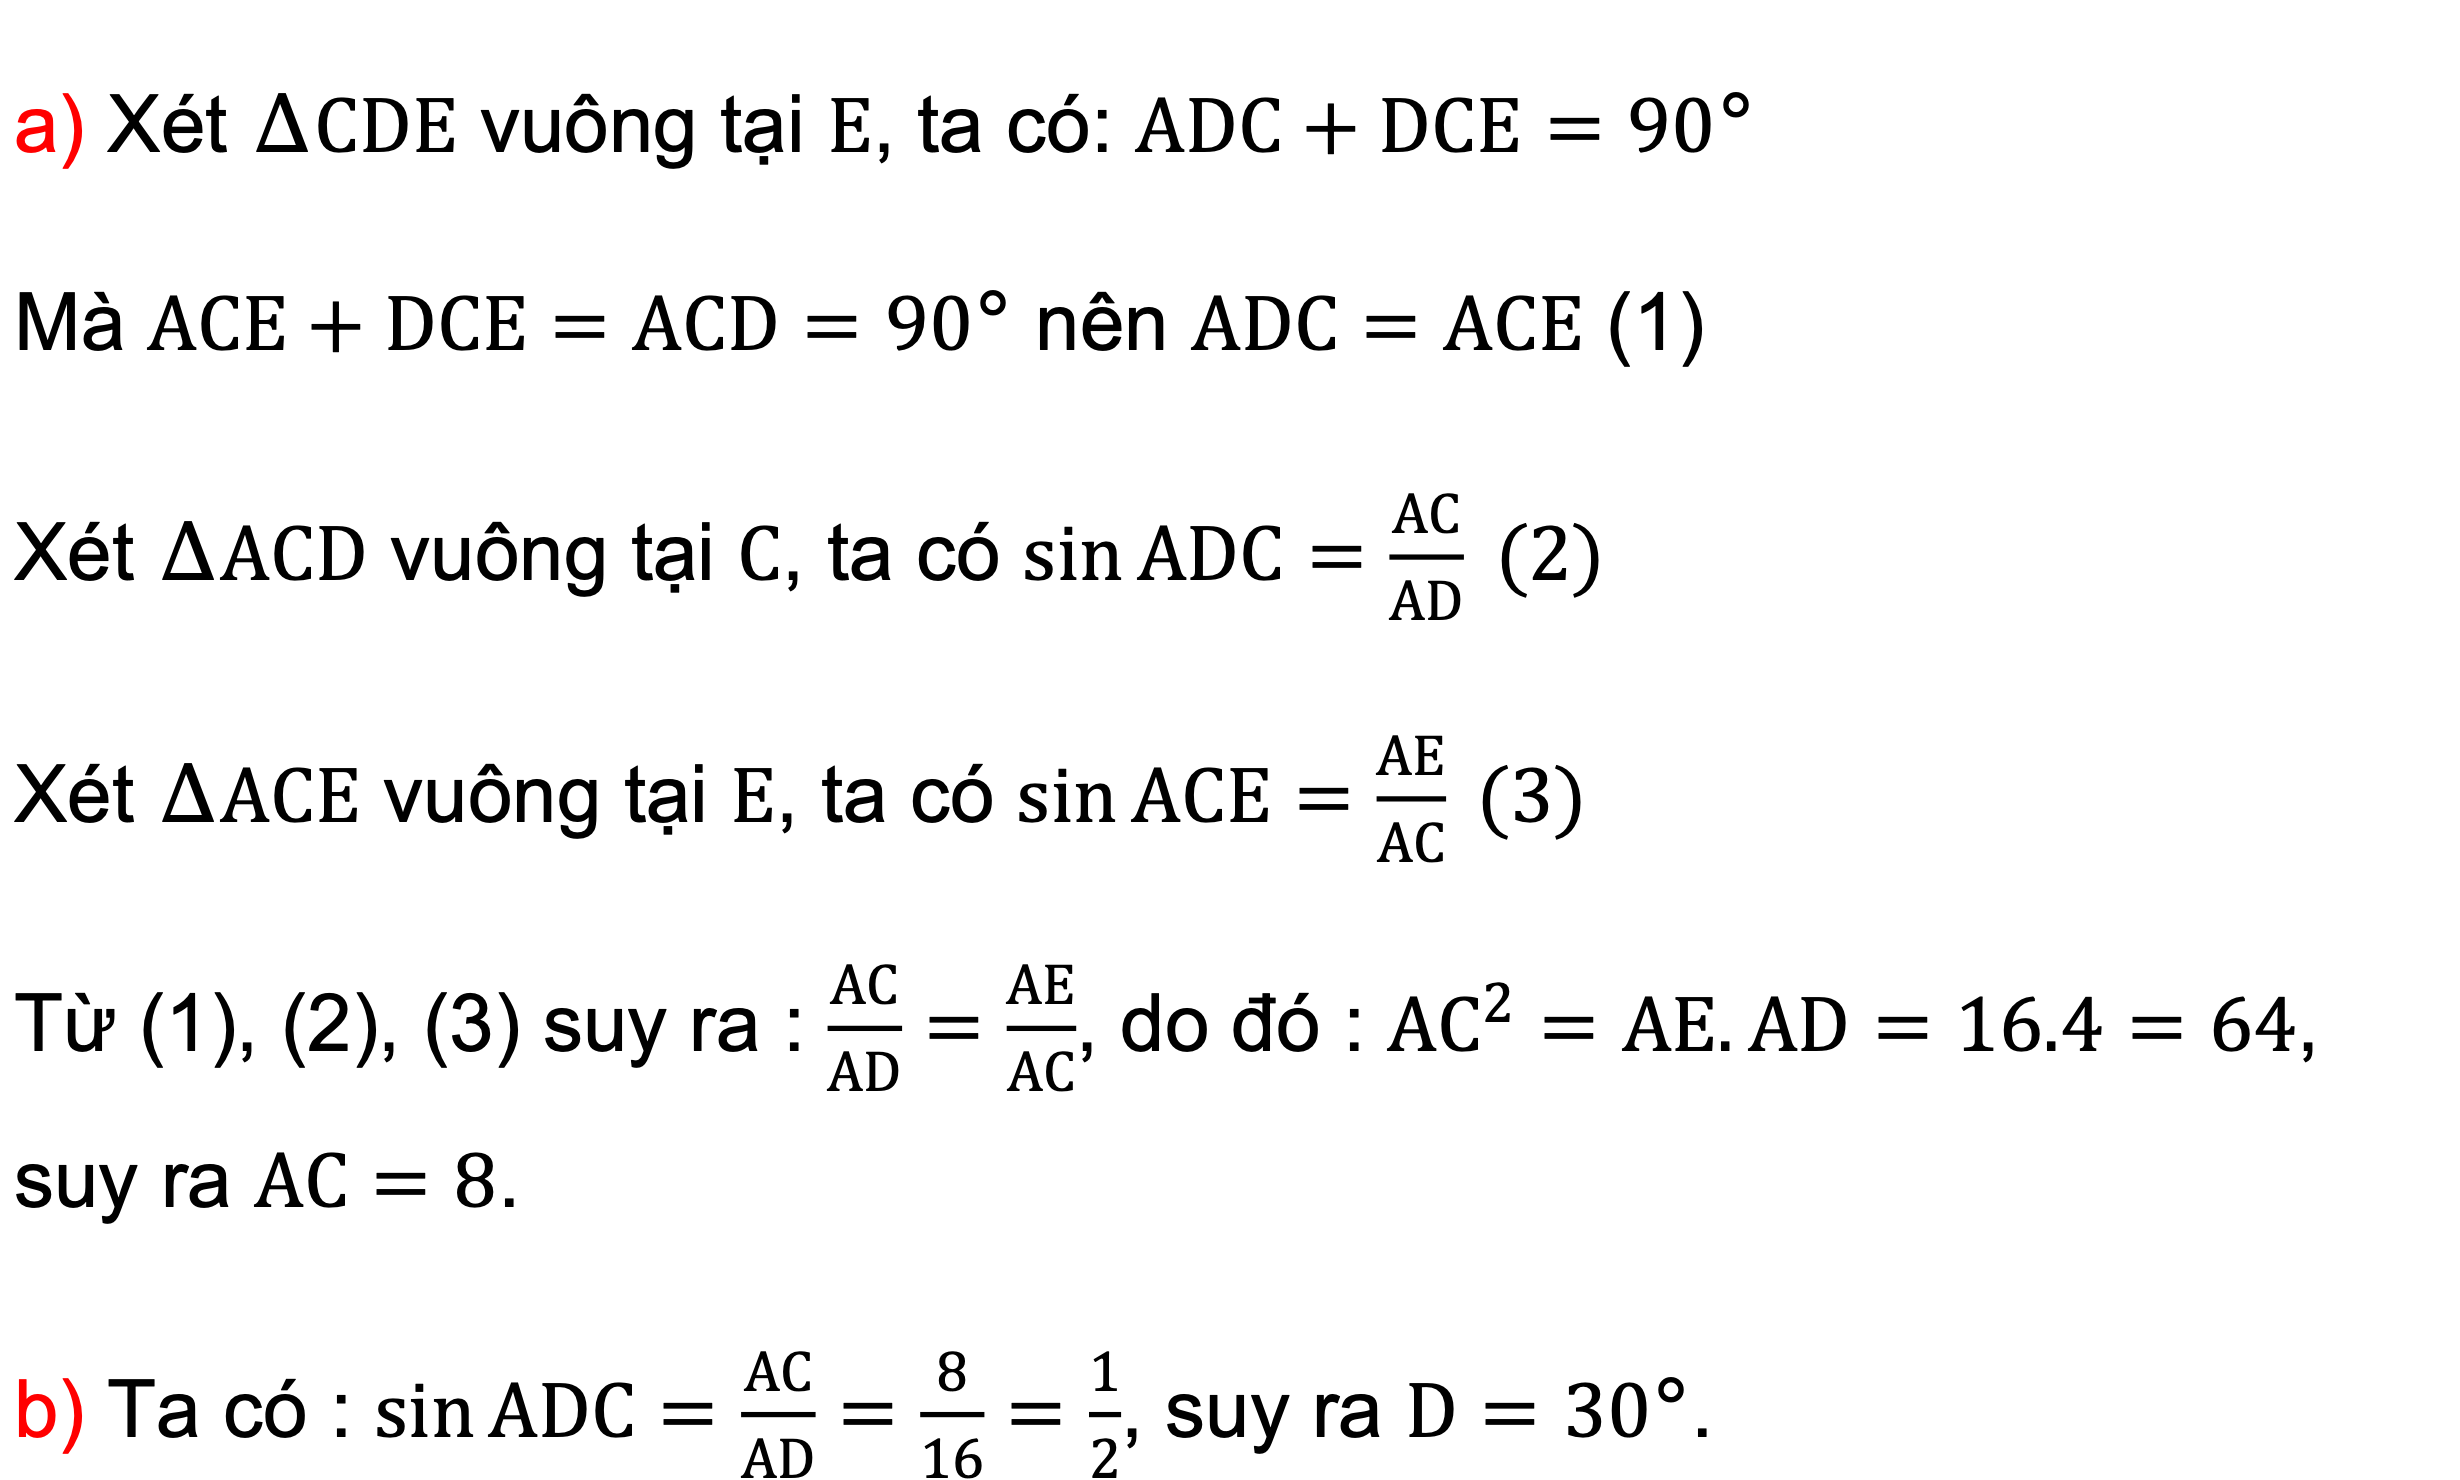 a) Xét ΔCDE vuông tại E, ta có: ADC + DCE = 90°
Mà ACE + DCE = ACD = 90° nên ADC = ACE (1)
Xét ΔACD vuông tại C, ta có sin ADC = AC/AD (2)
Xét ΔACE vuông tại E, ta có sin ACE = AE/AC (3)
Từ (1), (2), (3) suy ra : AC/AD = AE/AC, do đó : AC² = AE. AD = 16.4 = 64,
suy ra AC = 8.
b) Ta có : sin ADC = AC/AD = 8/16 = 1/2, suy ra D = 30°.